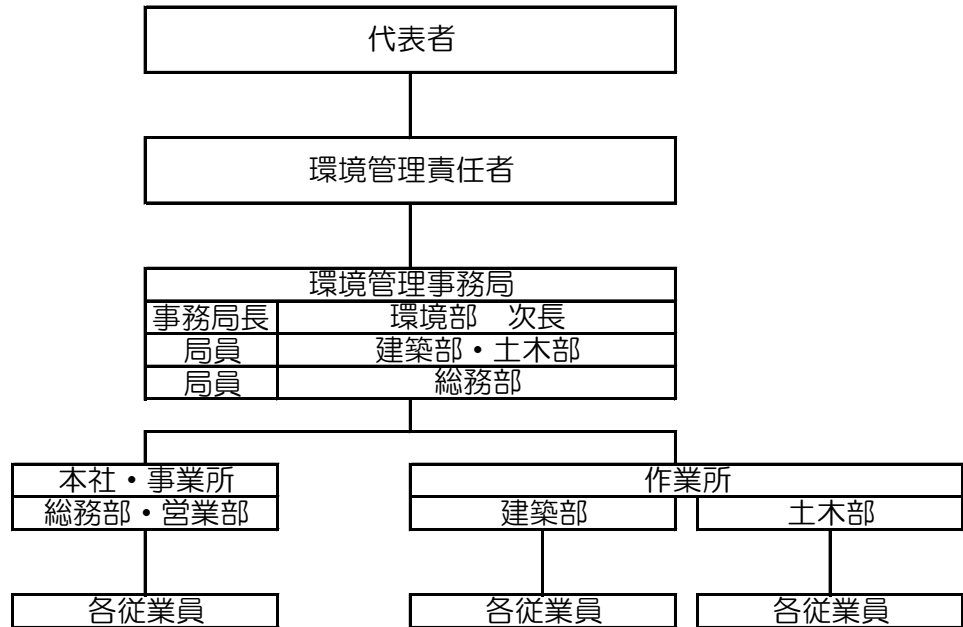 代表者
環境管理責任者
環境管理事務局
事務局長 環境部　次長
局員 建築部・土木部
局員 総務部
本社・事業所 作業所
総務部・営業部 建築部 土木部
各従業員 各従業員 各従業員